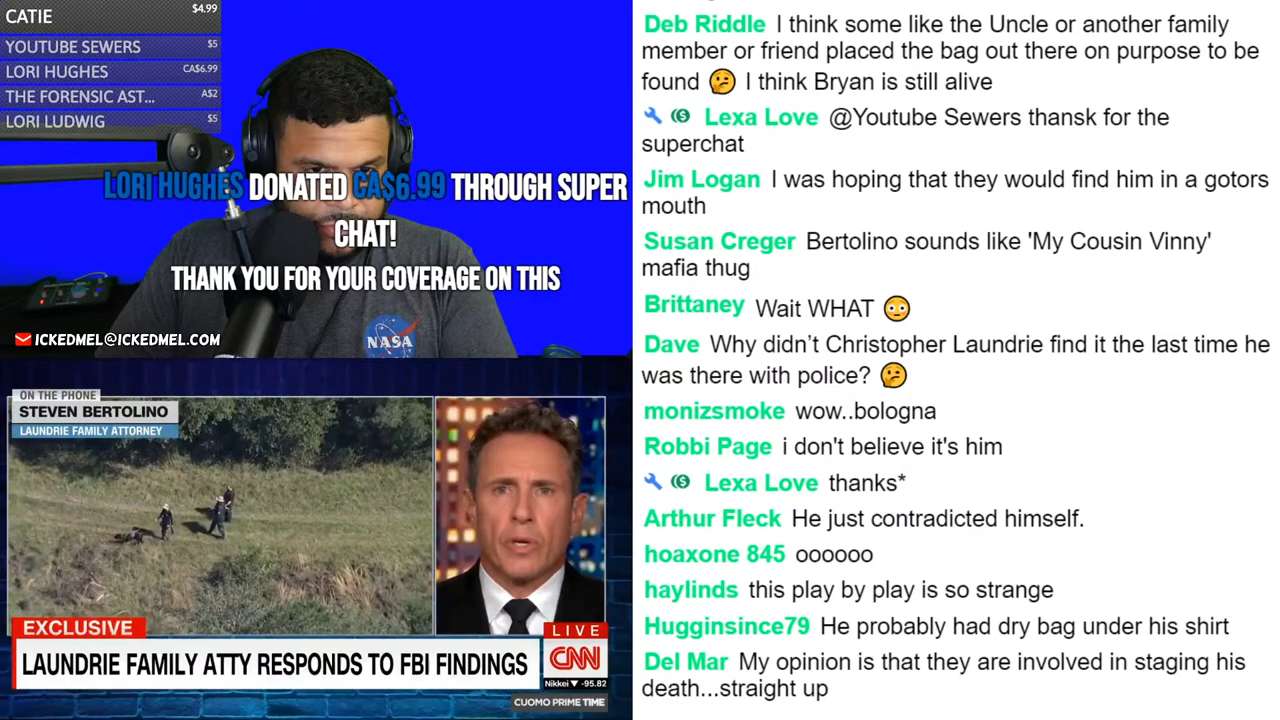 CATIE $4.99
YOUTUBE SEWERS $5
LORI HUGHES CA$6.99
THE FORENSIC AST... A$2
LORI LUDWIG $5
LORI HUGHES DONATED CA$6.99 THROUGH SUPER
CHAT!
THANK YOU FOR YOUR COVERAGE ON THIS
NASA
ICKEDMEL@ICKEDMEL.COM
ON THE PHONE
STEVEN BERTOLINO
LAUNDRIE FAMILY ATTORNEY
EXCLUSIVE
LAUNDRIE FAMILY ATTY RESPONDS TO FBI FINDINGS
LIVE
CNN
Nikkei ▼ -95.82
CUOMO PRIME TIME
Deb Riddle I think some like the Uncle or another family
member or friend placed the bag out there on purpose to be
found 🤔 I think Bryan is still alive
Lexa Love @Youtube Sewers thansk for the
superchat
Jim Logan I was hoping that they would find him in a gotors
mouth
Susan Creger Bertolino sounds like 'My Cousin Vinny'
mafia thug
Brittaney Wait WHAT 😳
Dave Why didn’t Christopher Laundrie find it the last time he
was there with police? 🤔
monizsmoke wow..bologna
Robbi Page i don't believe it's him
Lexa Love thanks*
Arthur Fleck He just contradicted himself.
hoaxone 845 oooooo
haylinds this play by play is so strange
Hugginsince79 He probably had dry bag under his shirt
Del Mar My opinion is that they are involved in staging his
death...straight up